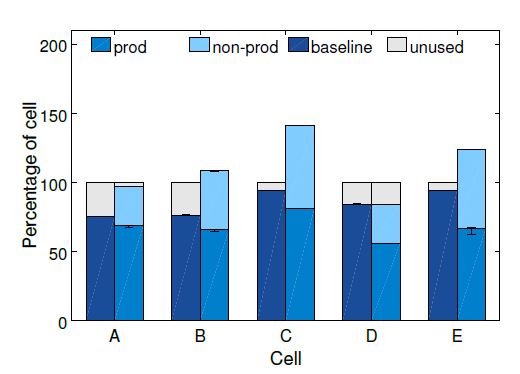 prod non-prod baseline unused
200
150
100
50
0
Percentage of cell
A B C D E
Cell